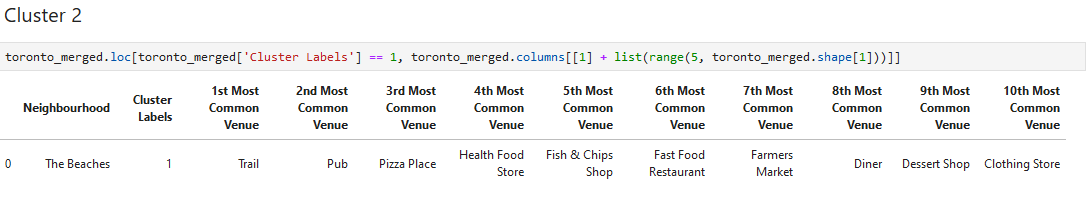 Cluster 2
toronto_merged.loc[toronto_merged['Cluster Labels'] == 1, toronto_merged.columns[[1] + list(range(5, toronto_merged.shape[1]))]]
Neighbourhood Cluster Labels 1st Most Common Venue 2nd Most Common Venue 3rd Most Common Venue 4th Most Common Venue 5th Most Common Venue 6th Most Common Venue 7th Most Common Venue 8th Most Common Venue 9th Most Common Venue 10th Most Common Venue
0 The Beaches 1 Trail Pub Pizza Place Health Food Store Fish & Chips Shop Fast Food Restaurant Farmers Market Diner Dessert Shop Clothing Store